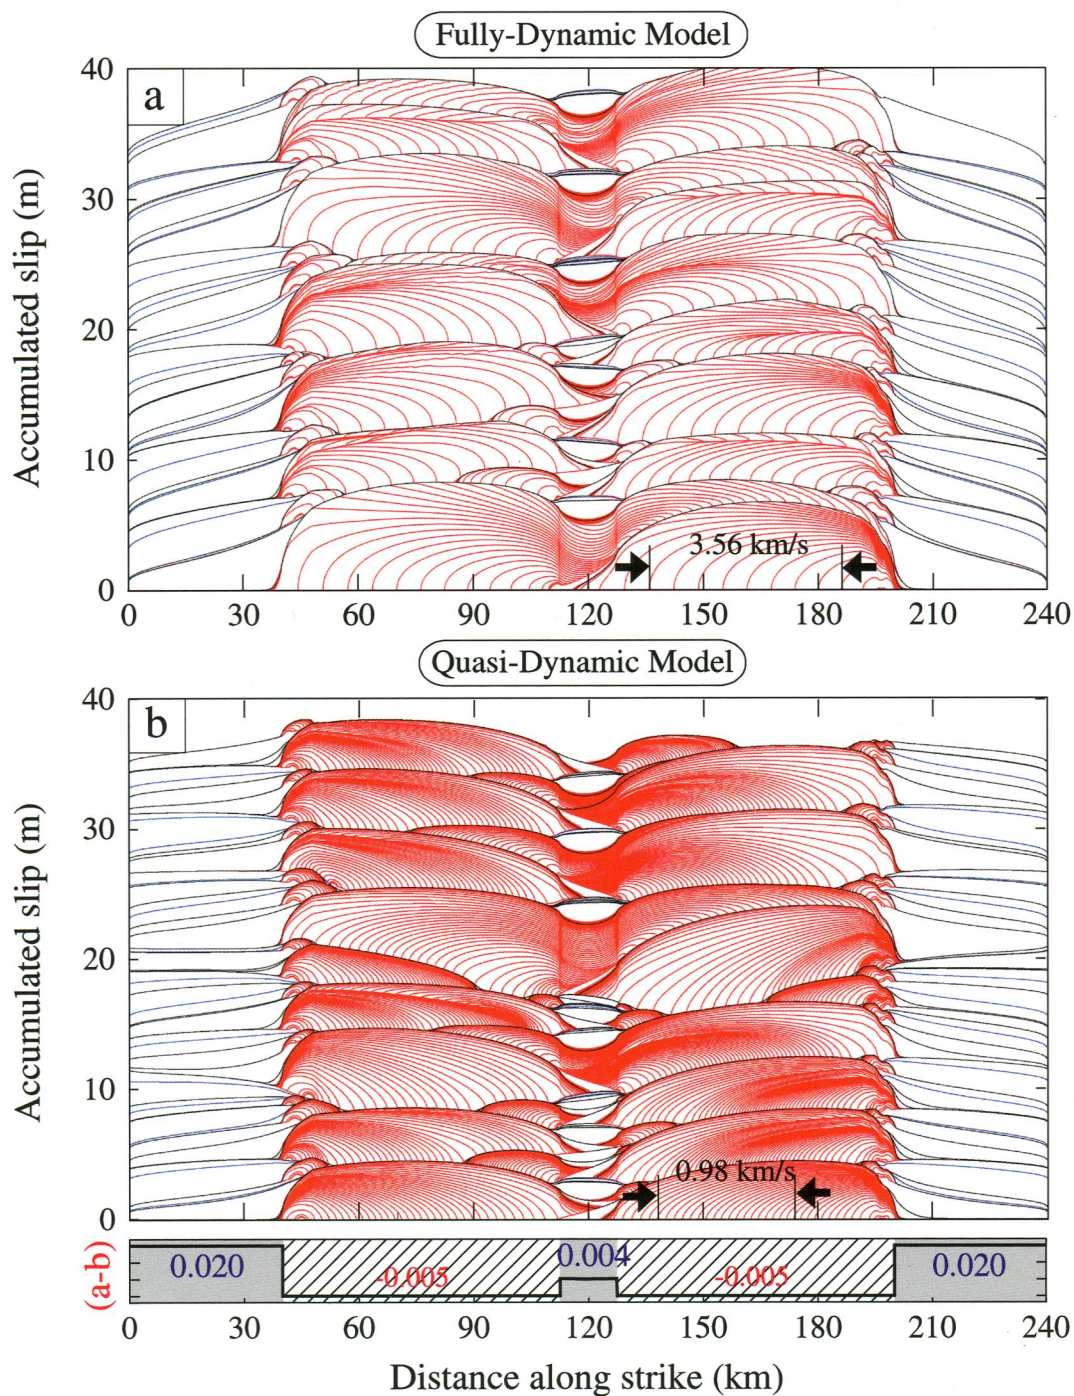 Fully-Dynamic Model
a
40
30
20
10
0
Accumulated slip (m)
3.56 km/s
0 30 60 90 120 150 180 210 240
Quasi-Dynamic Model
b
40
30
20
10
0
Accumulated slip (m)
0.98 km/s
(a-b)
0.020 -0.005 0.004 -0.005 0.020
0 30 60 90 120 150 180 210 240
Distance along strike (km)